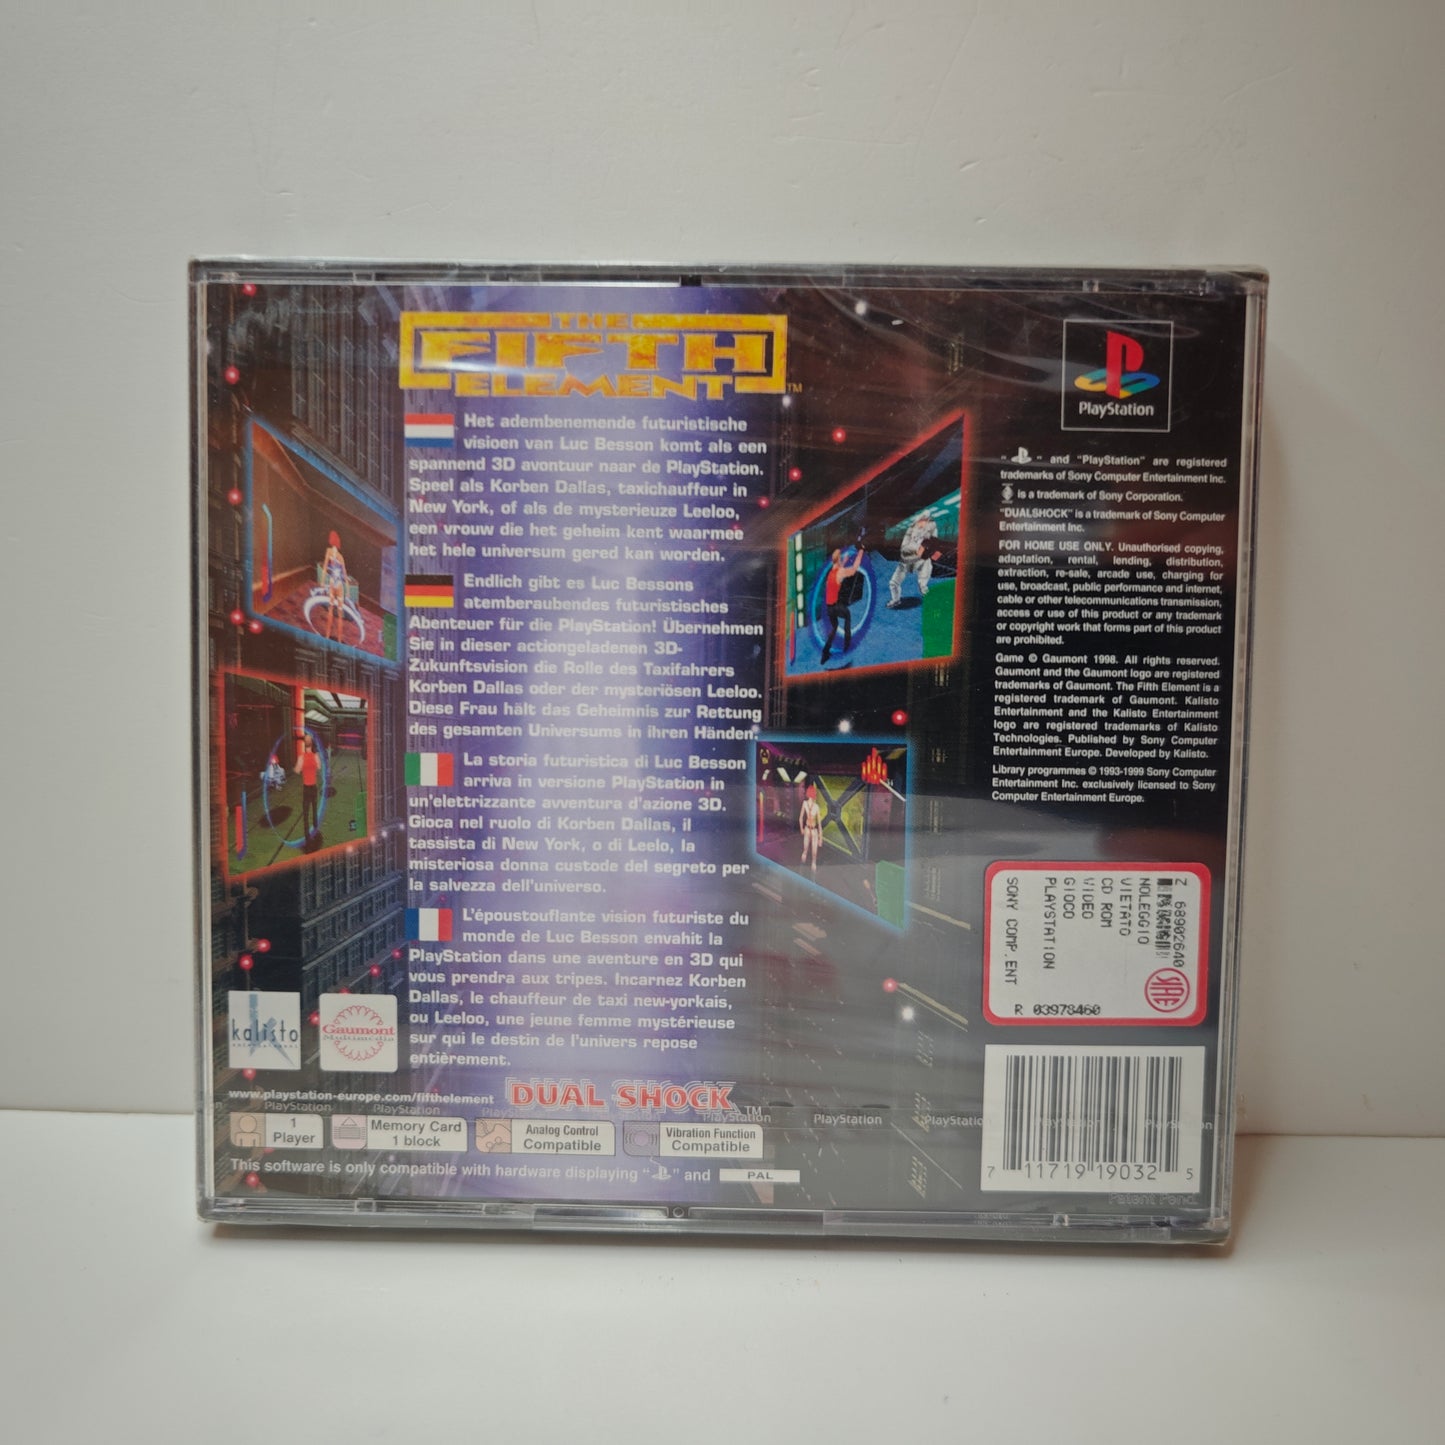 THE
FIFTH
ELEMENT™
Het adembenemende futuristische
visioen van Luc Besson komt als een
spannend 3D avontuur naar de PlayStation.
Speel als Korben Dallas, taxichauffeur in
New York, of als de mysterieuze Leeloo,
een vrouw die het geheim kent waarmee
het hele universum gered kan worden.
Endlich gibt es Luc Bessons
atemberaubendes futuristisches
Abenteuer für die PlayStation! Übernehmen
Sie in dieser actiongeladenen 3D-
Zukunftsvision die Rolle des Taxifahrers
Korben Dallas oder der mysteriösen Leeloo.
Diese Frau hält das Geheimnis zur Rettung
des gesamten Universums in ihren Händen.
La storia futuristica di Luc Besson
arriva in versione PlayStation in
un'elettrizzante avventura d'azione 3D.
Gioca nel ruolo di Korben Dallas, il
tassista di New York, o di Leelo, la
misteriosa donna custode del segreto per
la salvezza dell'universo.
L'époustouflante vision futuriste du
monde de Luc Besson envahit la
PlayStation dans une aventure en 3D qui
vous prendra aux tripes. Incarnez Korben
Dallas, le chauffeur de taxi new-yorkais,
ou Leeloo, une jeune femme mystérieuse
sur qui le destin de l'univers repose
entièrement.
PlayStation
" " and "PlayStation" are registered
trademarks of Sony Computer Entertainment Inc.
is a trademark of Sony Corporation.
"DUALSHOCK" is a trademark of Sony Computer
Entertainment Inc.
FOR HOME USE ONLY. Unauthorised copying,
adaptation, rental, lending, distribution,
extraction, re-sale, arcade use, charging for
use, broadcast, public performance and internet,
cable or other telecommunications transmission,
access or use of this product or any trademark
or copyright work that forms part of this product
are prohibited.
Game © Gaumont 1998. All rights reserved.
Gaumont and the Gaumont logo are registered
trademarks of Gaumont. The Fifth Element is a
registered trademark of Gaumont. Kalisto
Entertainment and the Kalisto Entertainment
logo are registered trademarks of Kalisto
Technologies. Published by Sony Computer
Entertainment Europe. Developed by Kalisto.
Library programmes © 1993-1999 Sony Computer
Entertainment Inc. exclusively licensed to Sony
Computer Entertainment Europe.
Z 68902640
NOLEGGIO
VIETATO
CD ROM
VIDEO
GIOCO
PLAYSTATION
SONY COMP.ENT
SIAE
R 03978460
kalisto
ENTERTAINMENT
Gaumont
Multimedia
www.playstation-europe.com/fifthelement
DUAL SHOCK™
PlayStation PlayStation PlayStation PlayStation PlayStation PlayStation PlayStation PlayStation
1
Player
Memory Card
1 block
Analog Control
Compatible
Vibration Function
Compatible
This software is only compatible with hardware displaying " " and PAL
7 11719 19032 5
Patent Pend.